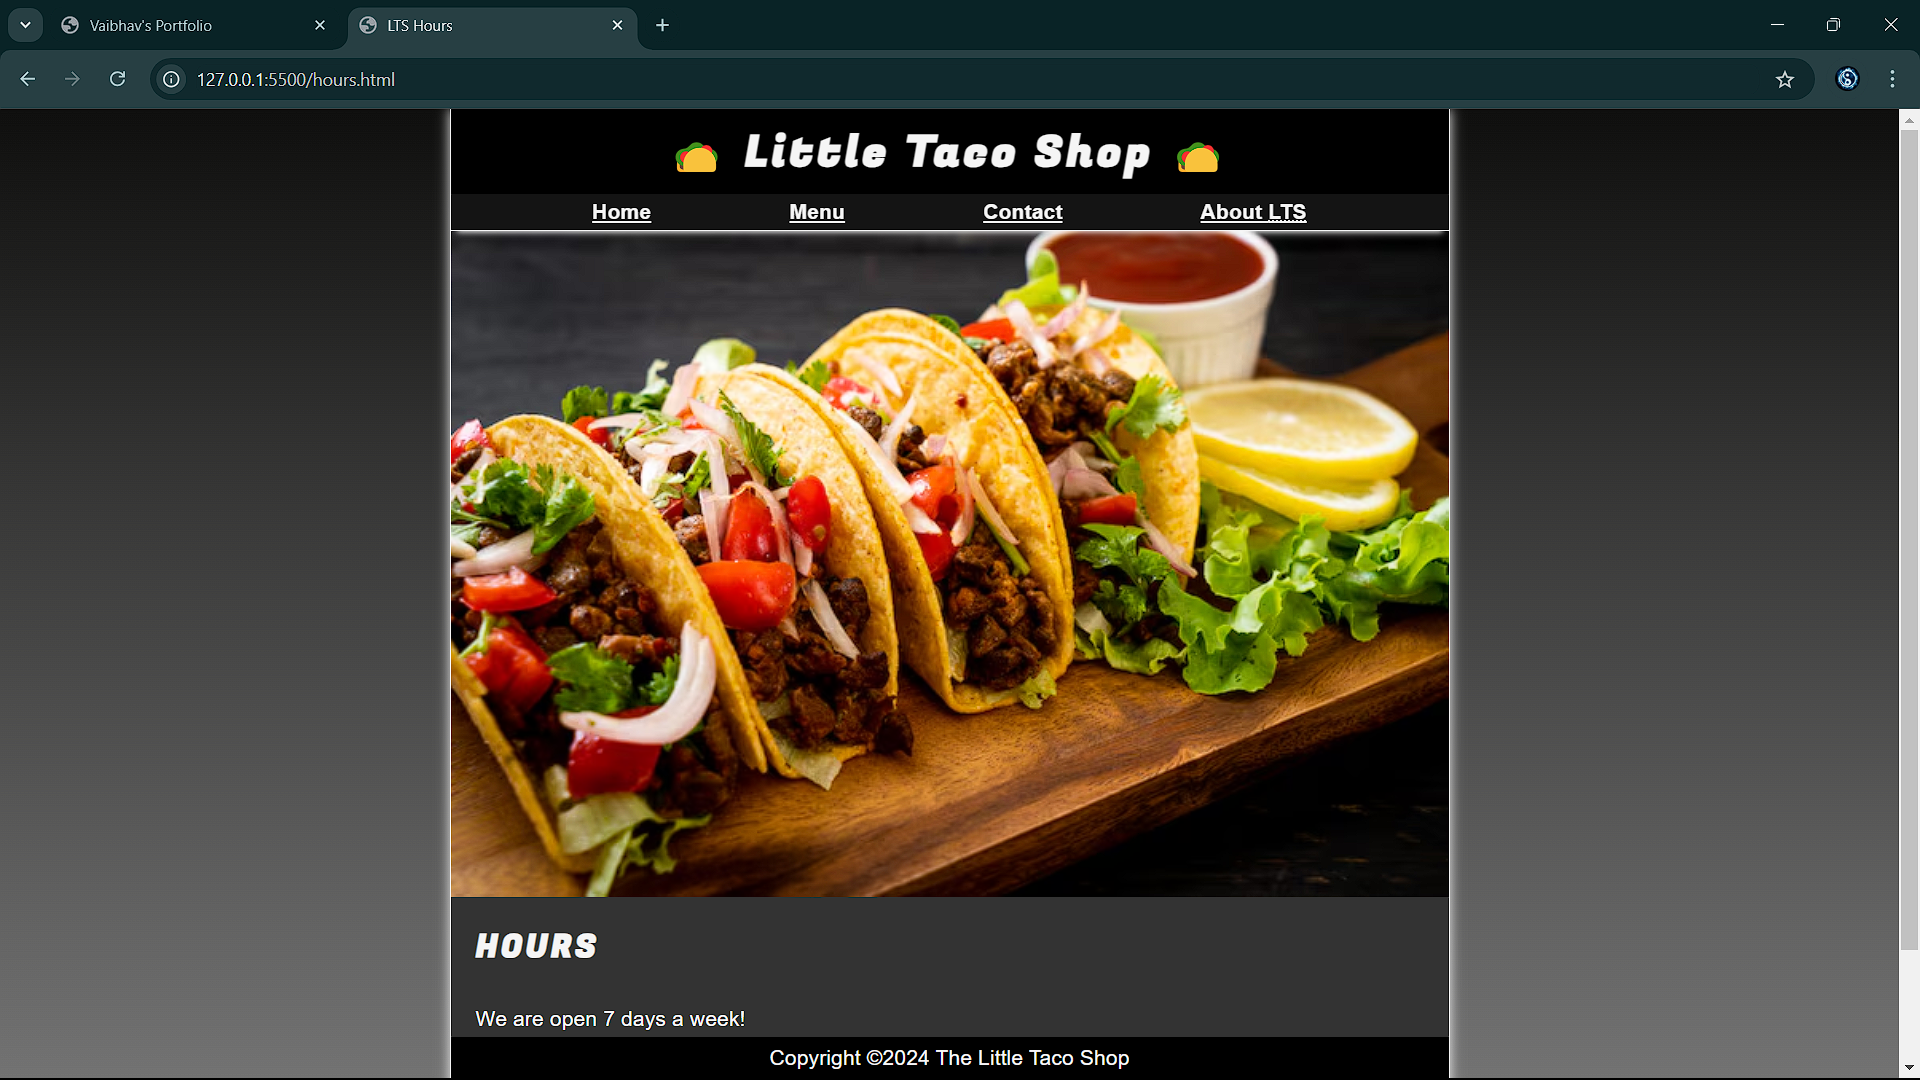 Vaibhav's Portfolio
LTS Hours
127.0.0.1:5500/hours.html
Little Taco Shop
Home Menu Contact About LTS
HOURS
We are open 7 days a week!
Copyright ©2024 The Little Taco Shop